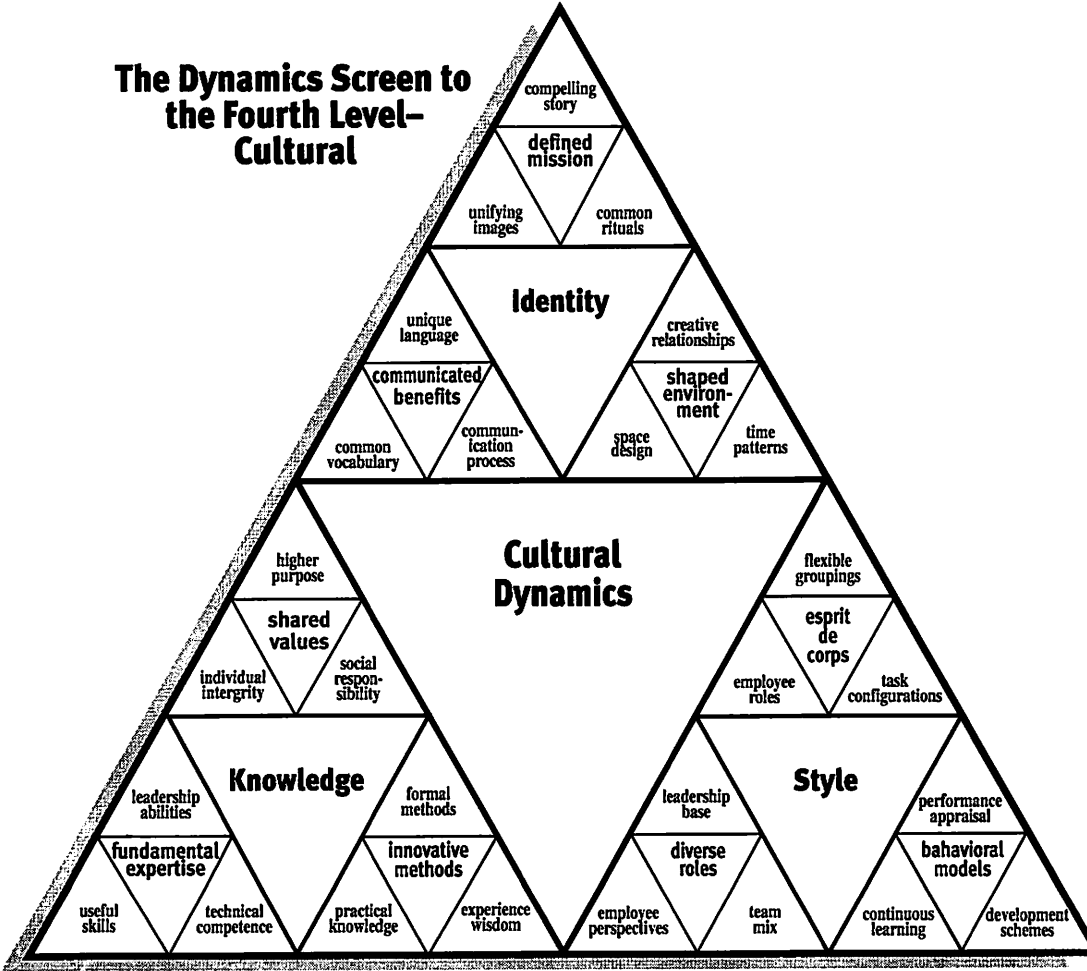 The Dynamics Screen to
the Fourth Level–
Cultural
compelling
story
defined
mission
unifying
images
common
rituals
Identity
unique
language
communicated
benefits
common
vocabulary
commun-
ication
process
creative
relationships
shaped
environ-
ment
space
design
time
patterns
Cultural
Dynamics
higher
purpose
shared
values
individual
intergrity
social
respon-
sibility
flexible
groupings
esprit
de
corps
employee
roles
task
configurations
Knowledge
leadership
abilities
fundamental
expertise
useful
skills
technical
competence
formal
methods
innovative
methods
practical
knowledge
experience
wisdom
Style
leadership
base
diverse
roles
employee
perspectives
team
mix
performance
appraisal
bahavioral
models
continuous
learning
development
schemes